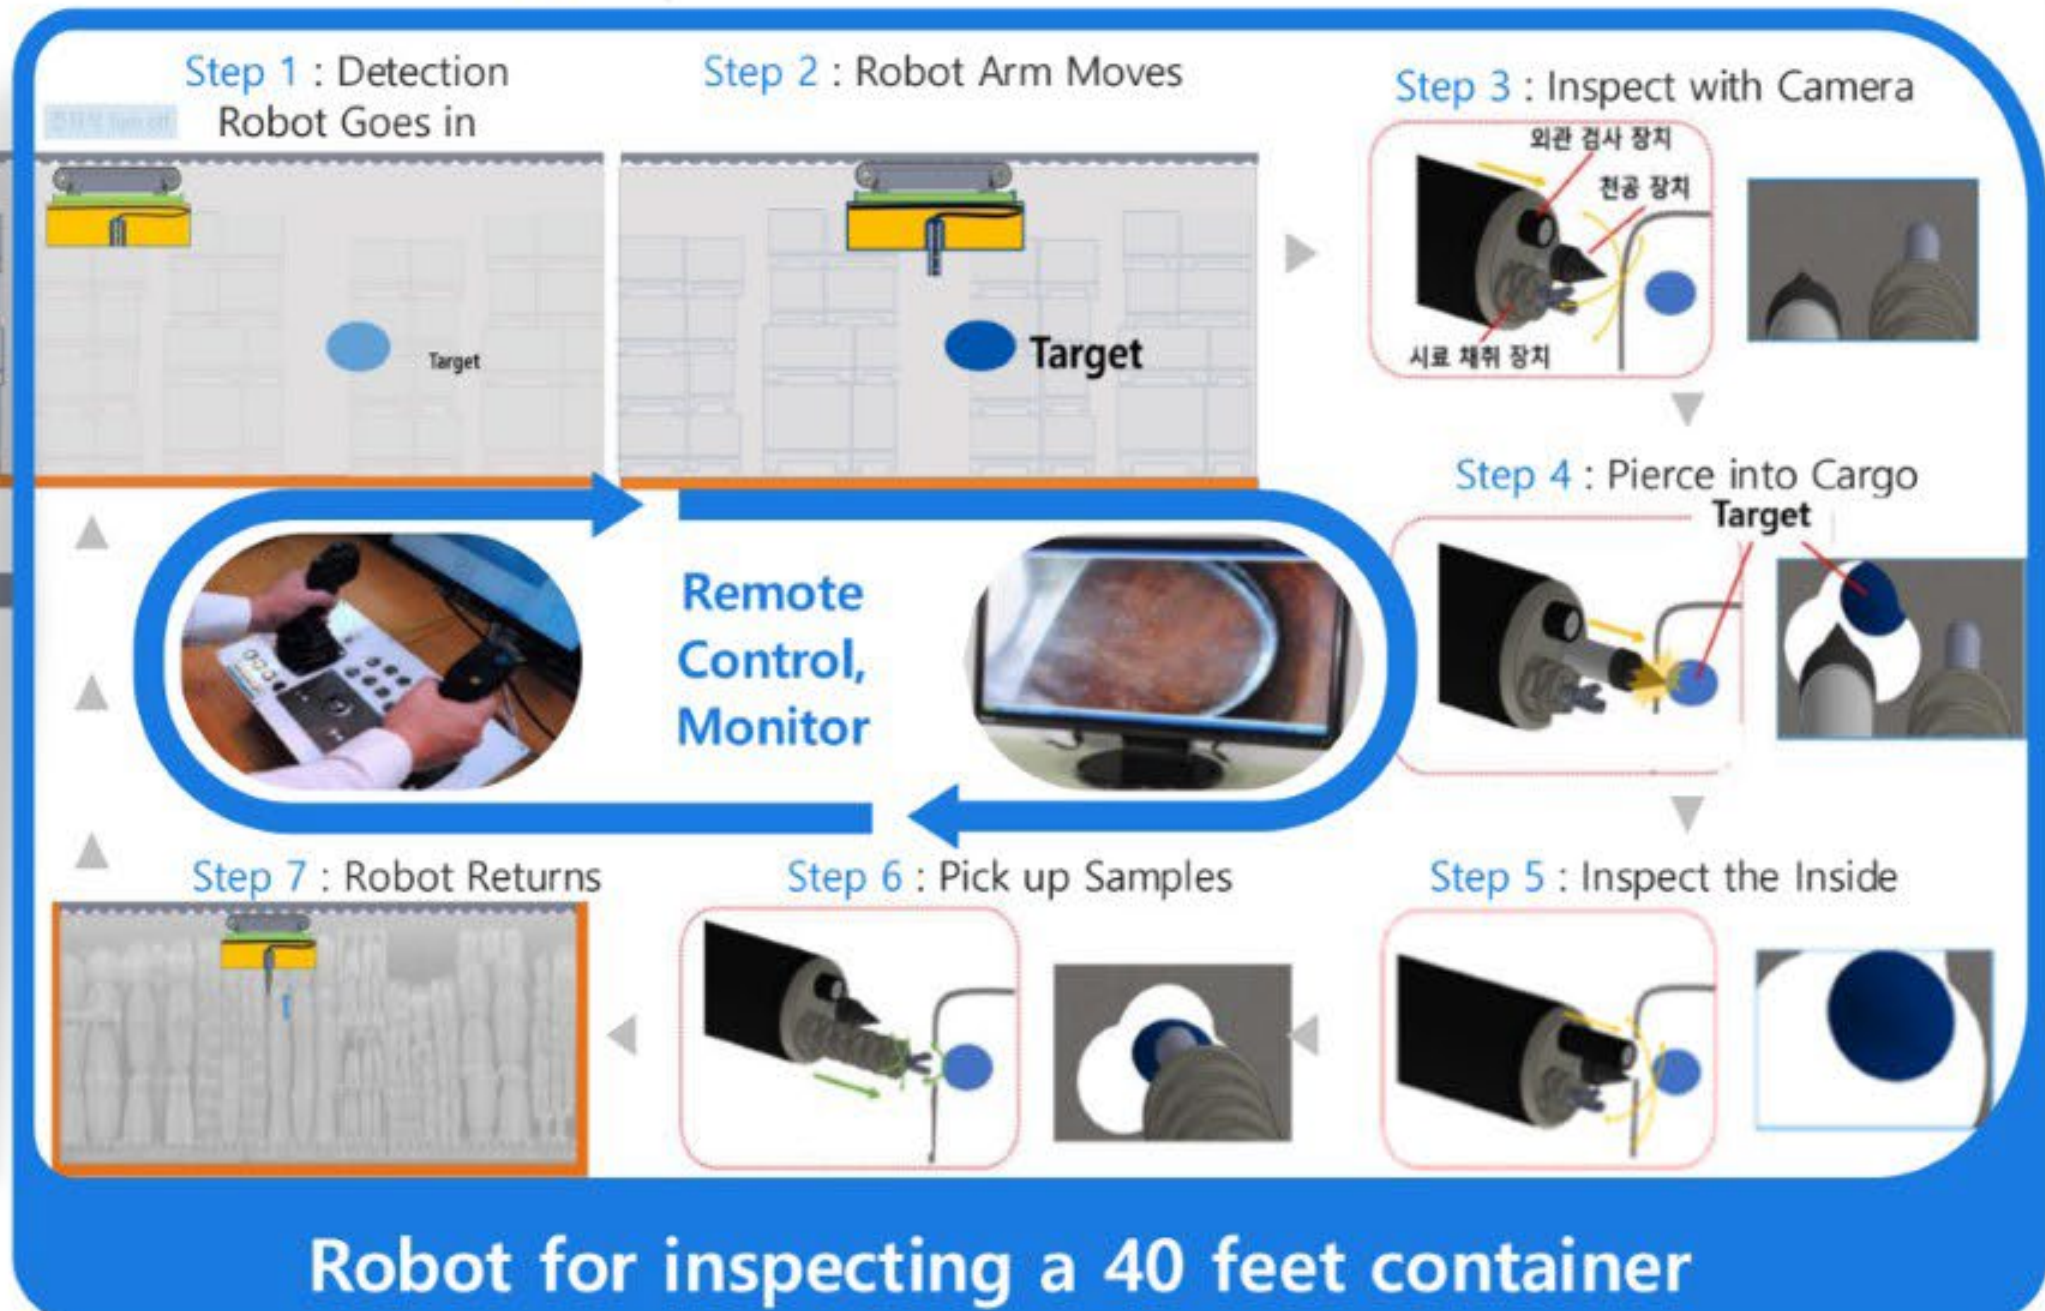 Step 1 : Detection
Robot Goes in
Target
Step 2 : Robot Arm Moves
Target
Step 3 : Inspect with Camera
외관 검사 장치
천공 장치
시료 채취 장치
Step 4 : Pierce into Cargo
Target
Remote
Control,
Monitor
Step 5 : Inspect the Inside
Step 6 : Pick up Samples
Step 7 : Robot Returns
Robot for inspecting a 40 feet container